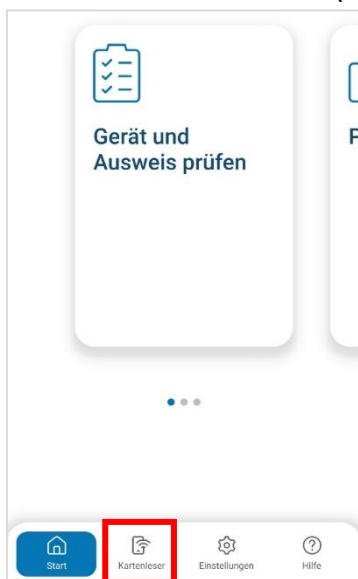 Gerät und
Ausweis prüfen
P
Start
Kartenleser
Einstellungen
Hilfe